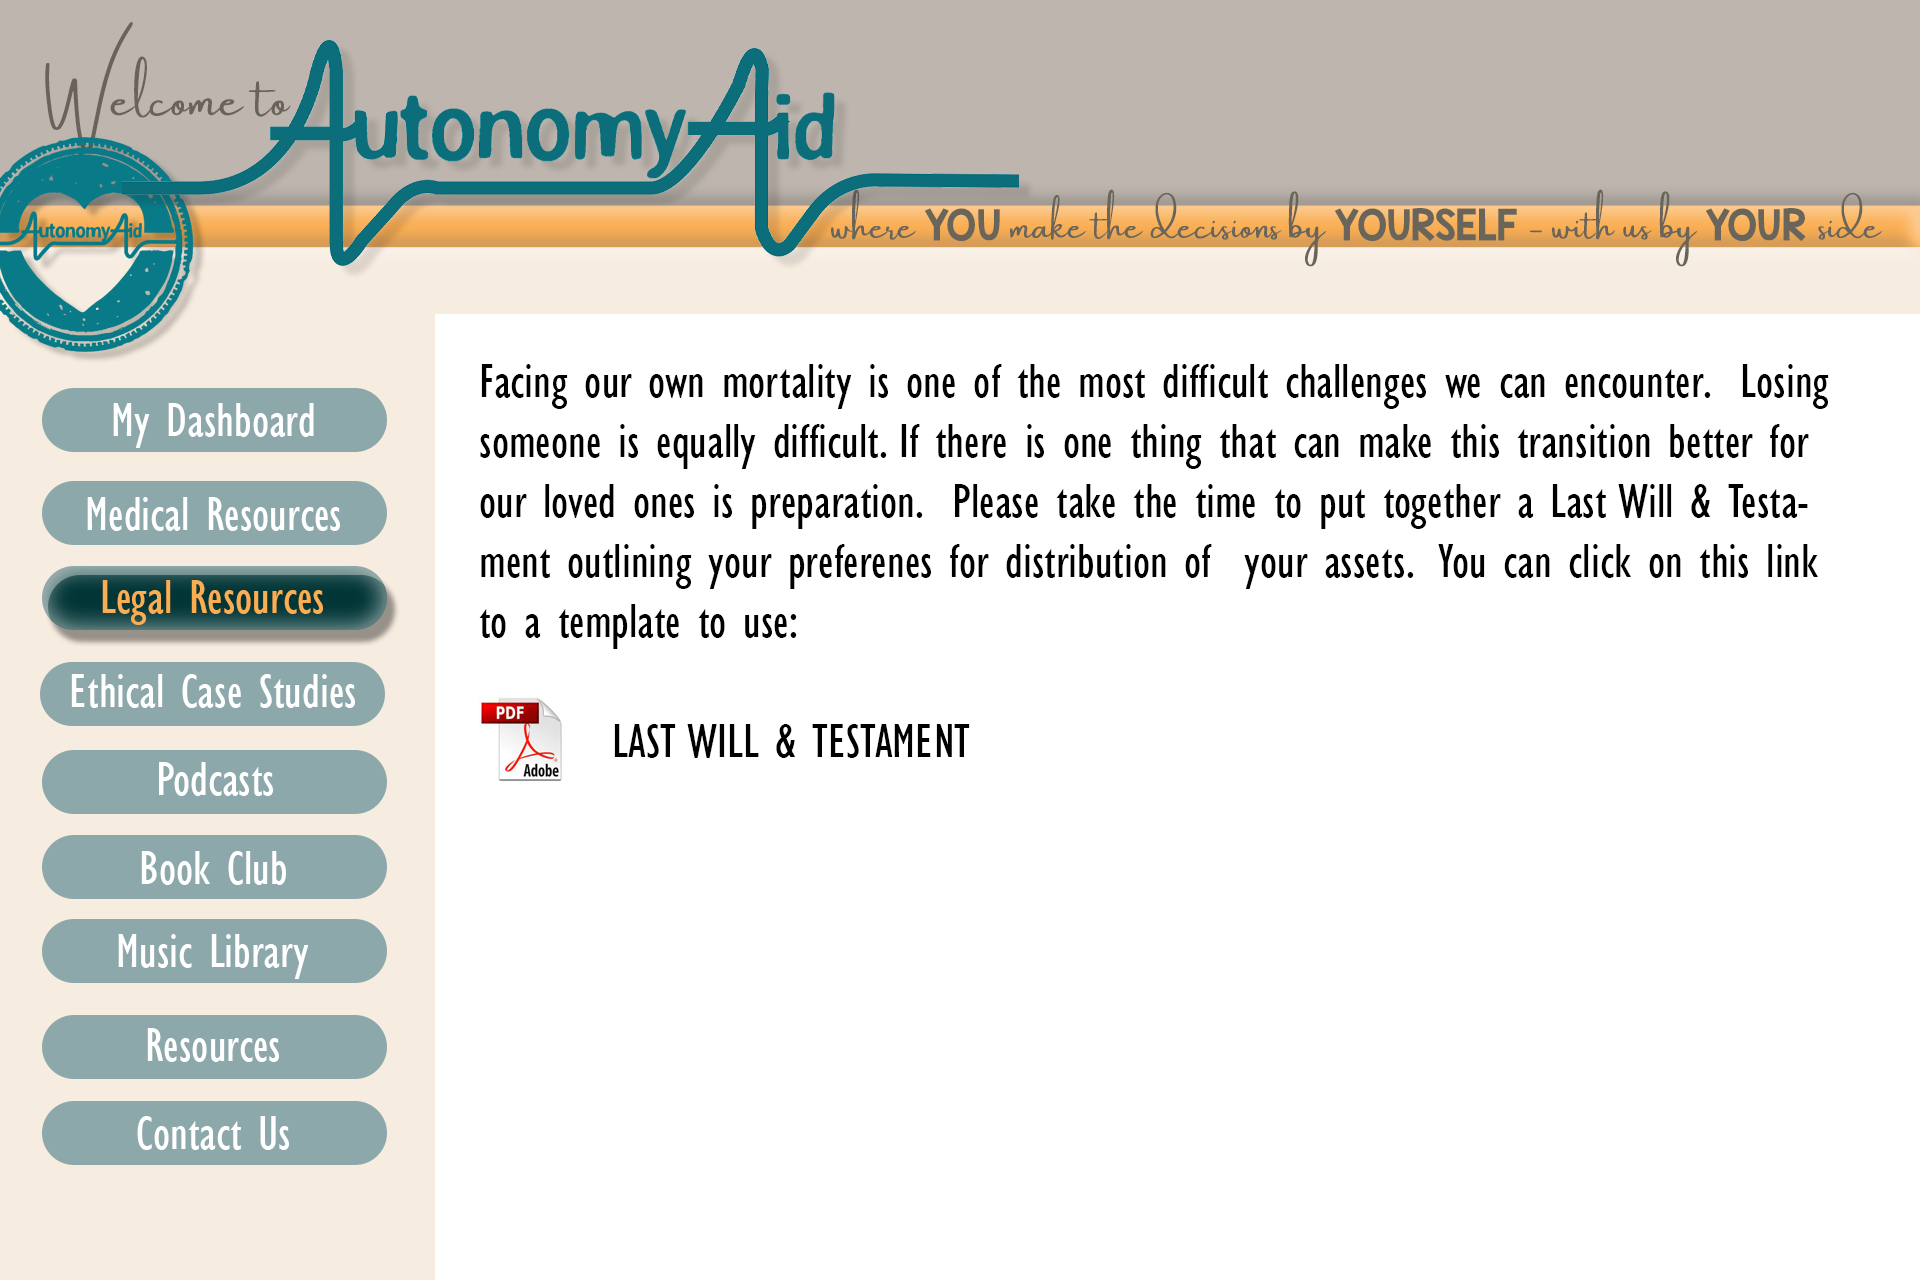 Welcome to AutonomyAid
where YOU make the decisions by YOURSELF - with us by YOUR side
AutonomyAid
My Dashboard
Medical Resources
Legal Resources
Ethical Case Studies
Podcasts
Book Club
Music Library
Resources
Contact Us
Facing our own mortality is one of the most difficult challenges we can encounter. Losing
someone is equally difficult. If there is one thing that can make this transition better for
our loved ones is preparation. Please take the time to put together a Last Will & Testa-
ment outlining your preferenes for distribution of your assets. You can click on this link
to a template to use:
PDF
Adobe
LAST WILL & TESTAMENT